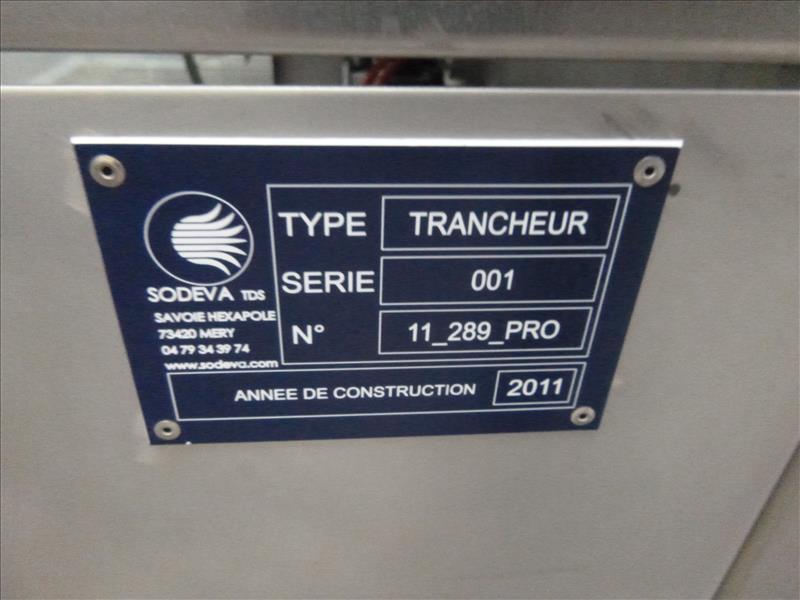 TYPE TRANCHEUR
SERIE 001
N° 11_289_PRO
SODEVA TDS
SAVOIE HEXAPOLE
73420 MERY
04 79 34 39 74
www.sodeva.com
ANNEE DE CONSTRUCTION 2011